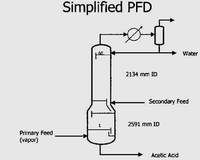 Simplified PFD
60
Water
2134 mm ID
Secondary Feed
2591 mm ID
1
Primary Feed
(vapor)
Acetic Acid